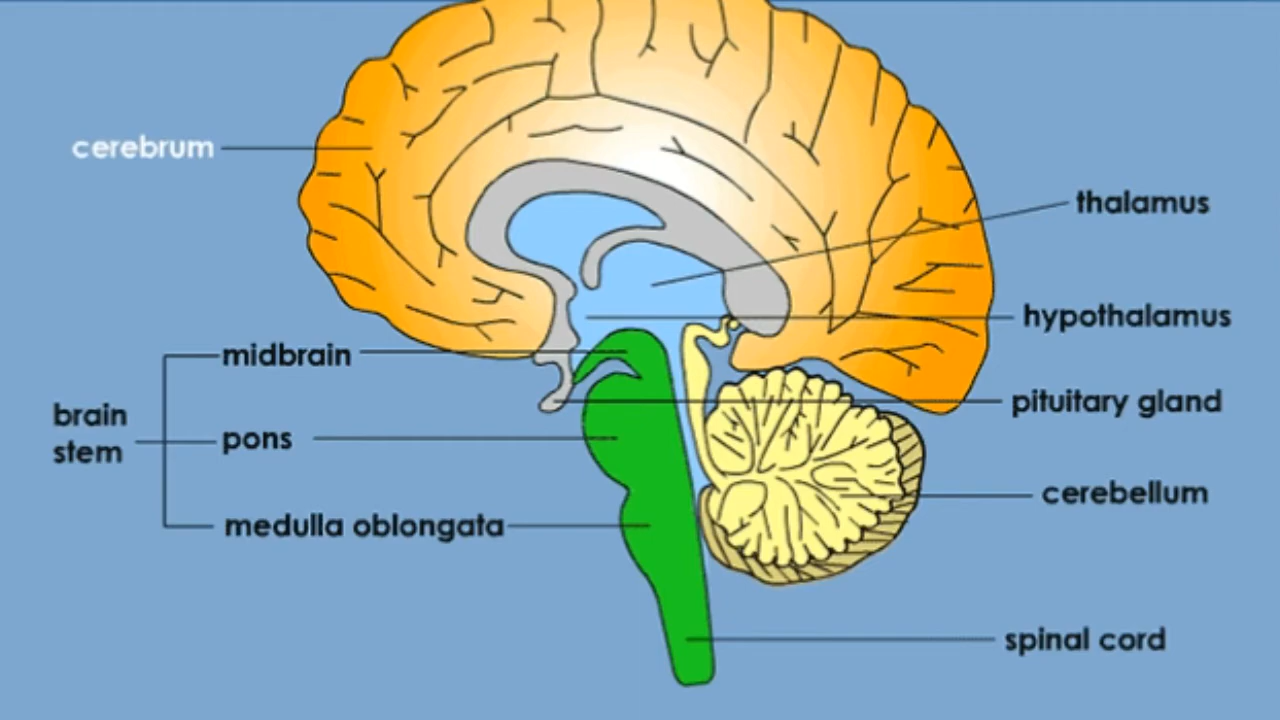 cerebrum
thalamus
hypothalamus
midbrain
brain
stem
pituitary gland
pons
cerebellum
medulla oblongata
spinal cord